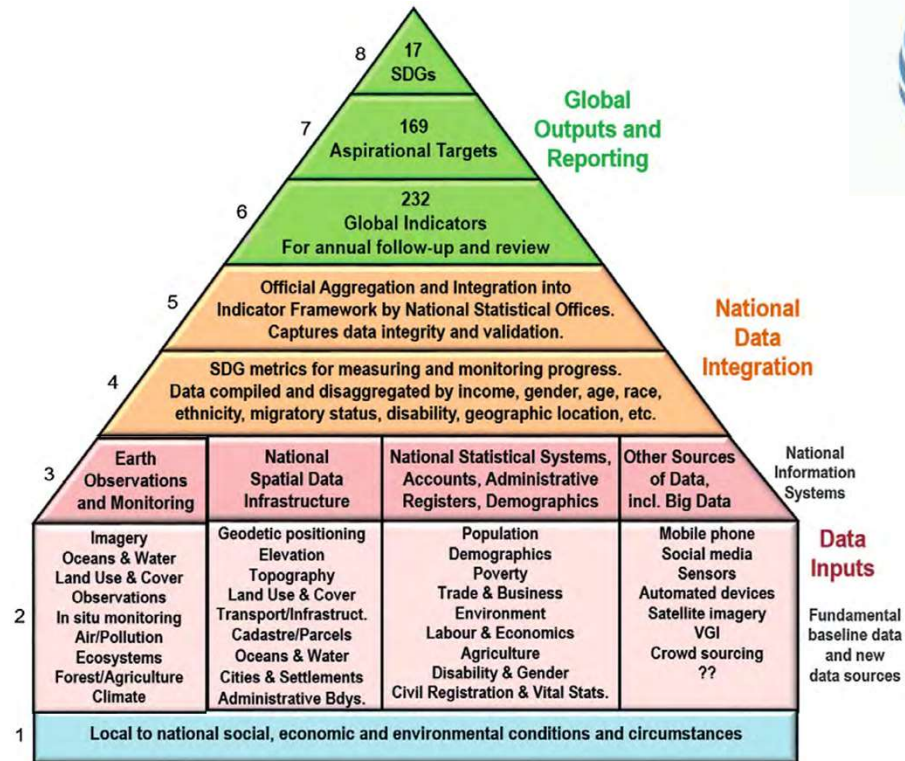 8
17
SDGs
7
169
Aspirational Targets
Global
Outputs and
Reporting
6
232
Global Indicators
For annual follow-up and review
5
Official Aggregation and Integration into
Indicator Framework by National Statistical Offices.
Captures data integrity and validation.
National
Data
Integration
4
SDG metrics for measuring and monitoring progress.
Data compiled and disaggregated by income, gender, age, race,
ethnicity, migratory status, disability, geographic location, etc.
3
Earth
Observations
and Monitoring
National
Spatial Data
Infrastructure
National Statistical Systems,
Accounts, Administrative
Registers, Demographics
Other Sources
of Data,
incl. Big Data
National
Information
Systems
2
Imagery
Oceans & Water
Land Use & Cover
Observations
In situ monitoring
Air/Pollution
Ecosystems
Forest/Agriculture
Climate
Geodetic positioning
Elevation
Topography
Land Use & Cover
Transport/Infrastruct.
Cadastre/Parcels
Oceans & Water
Cities & Settlements
Administrative Bdys.
Population
Demographics
Poverty
Trade & Business
Environment
Labour & Economics
Agriculture
Disability & Gender
Civil Registration & Vital Stats.
Mobile phone
Social media
Sensors
Automated devices
Satellite imagery
VGI
Crowd sourcing
??
Data
Inputs
Fundamental
baseline data
and new
data sources
1
Local to national social, economic and environmental conditions and circumstances